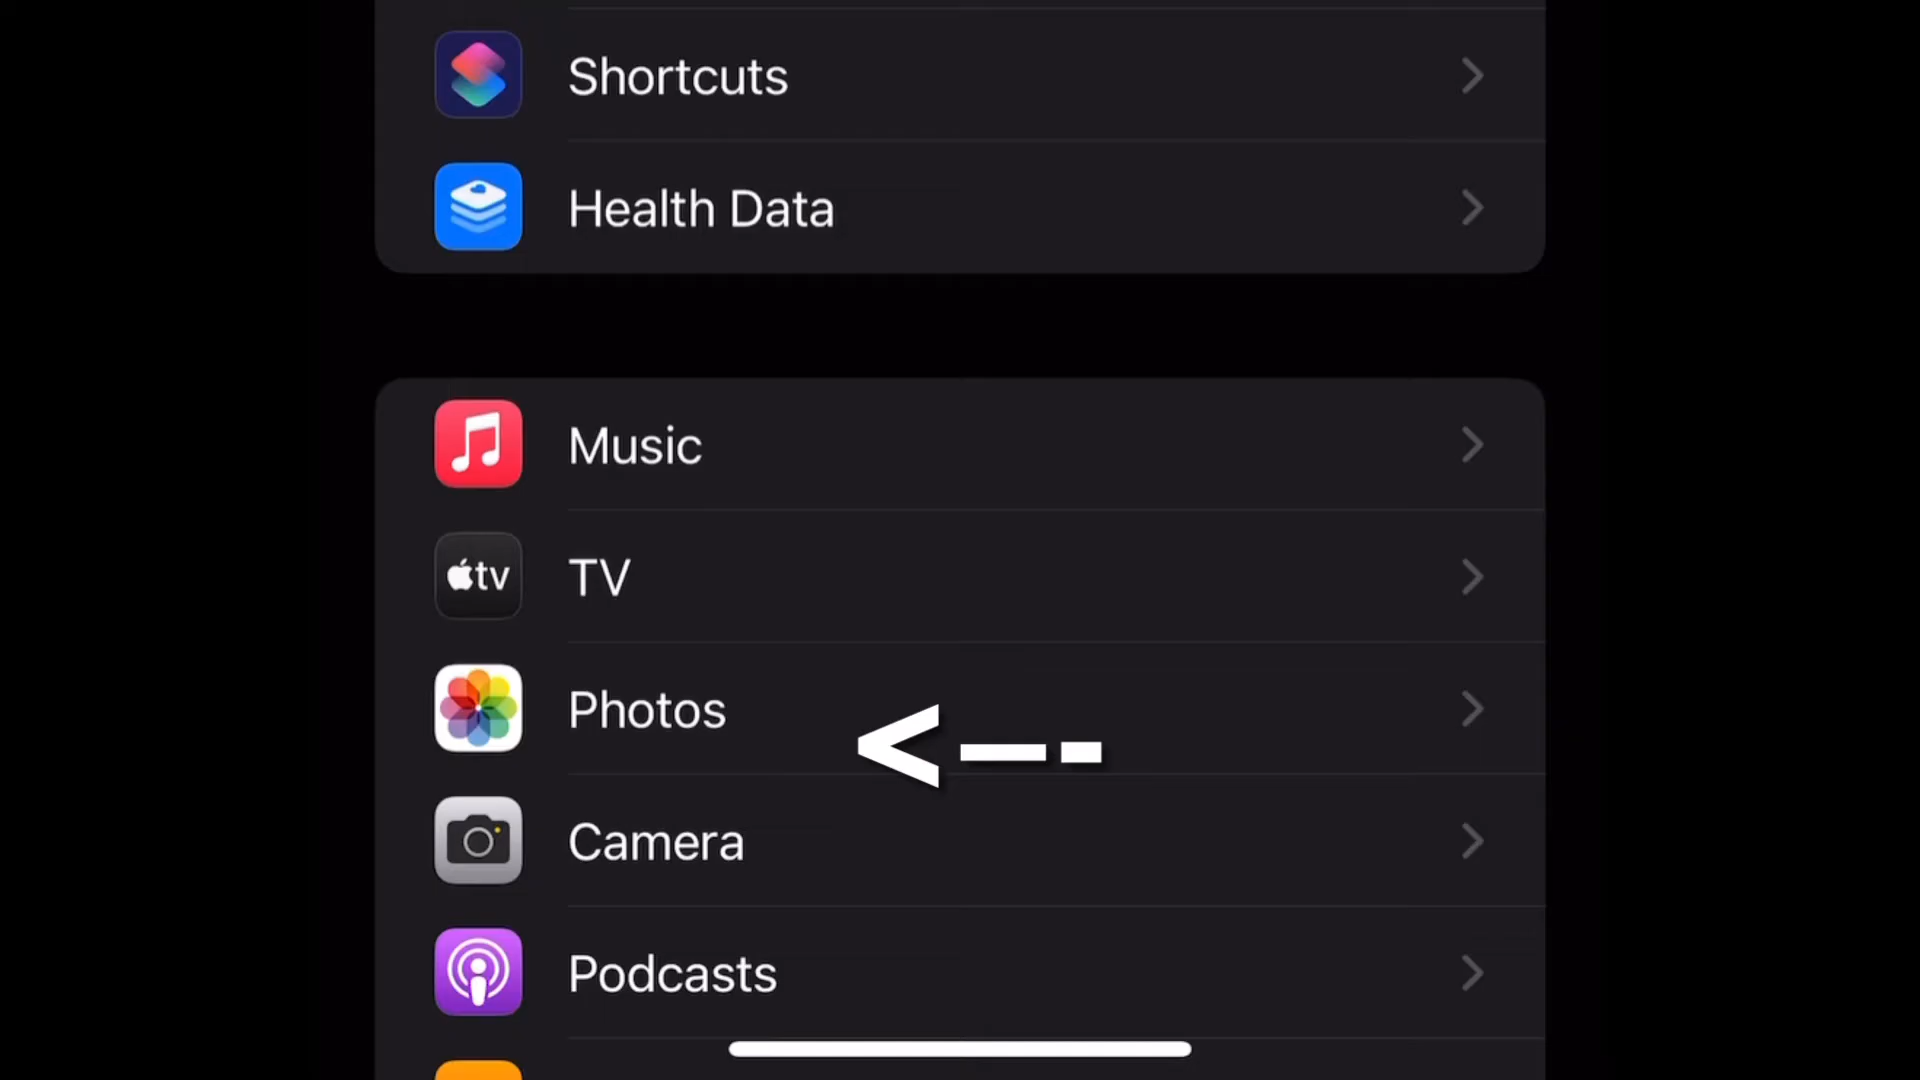 Shortcuts
Health Data
Music
tv TV
Photos
<—-
Camera
Podcasts